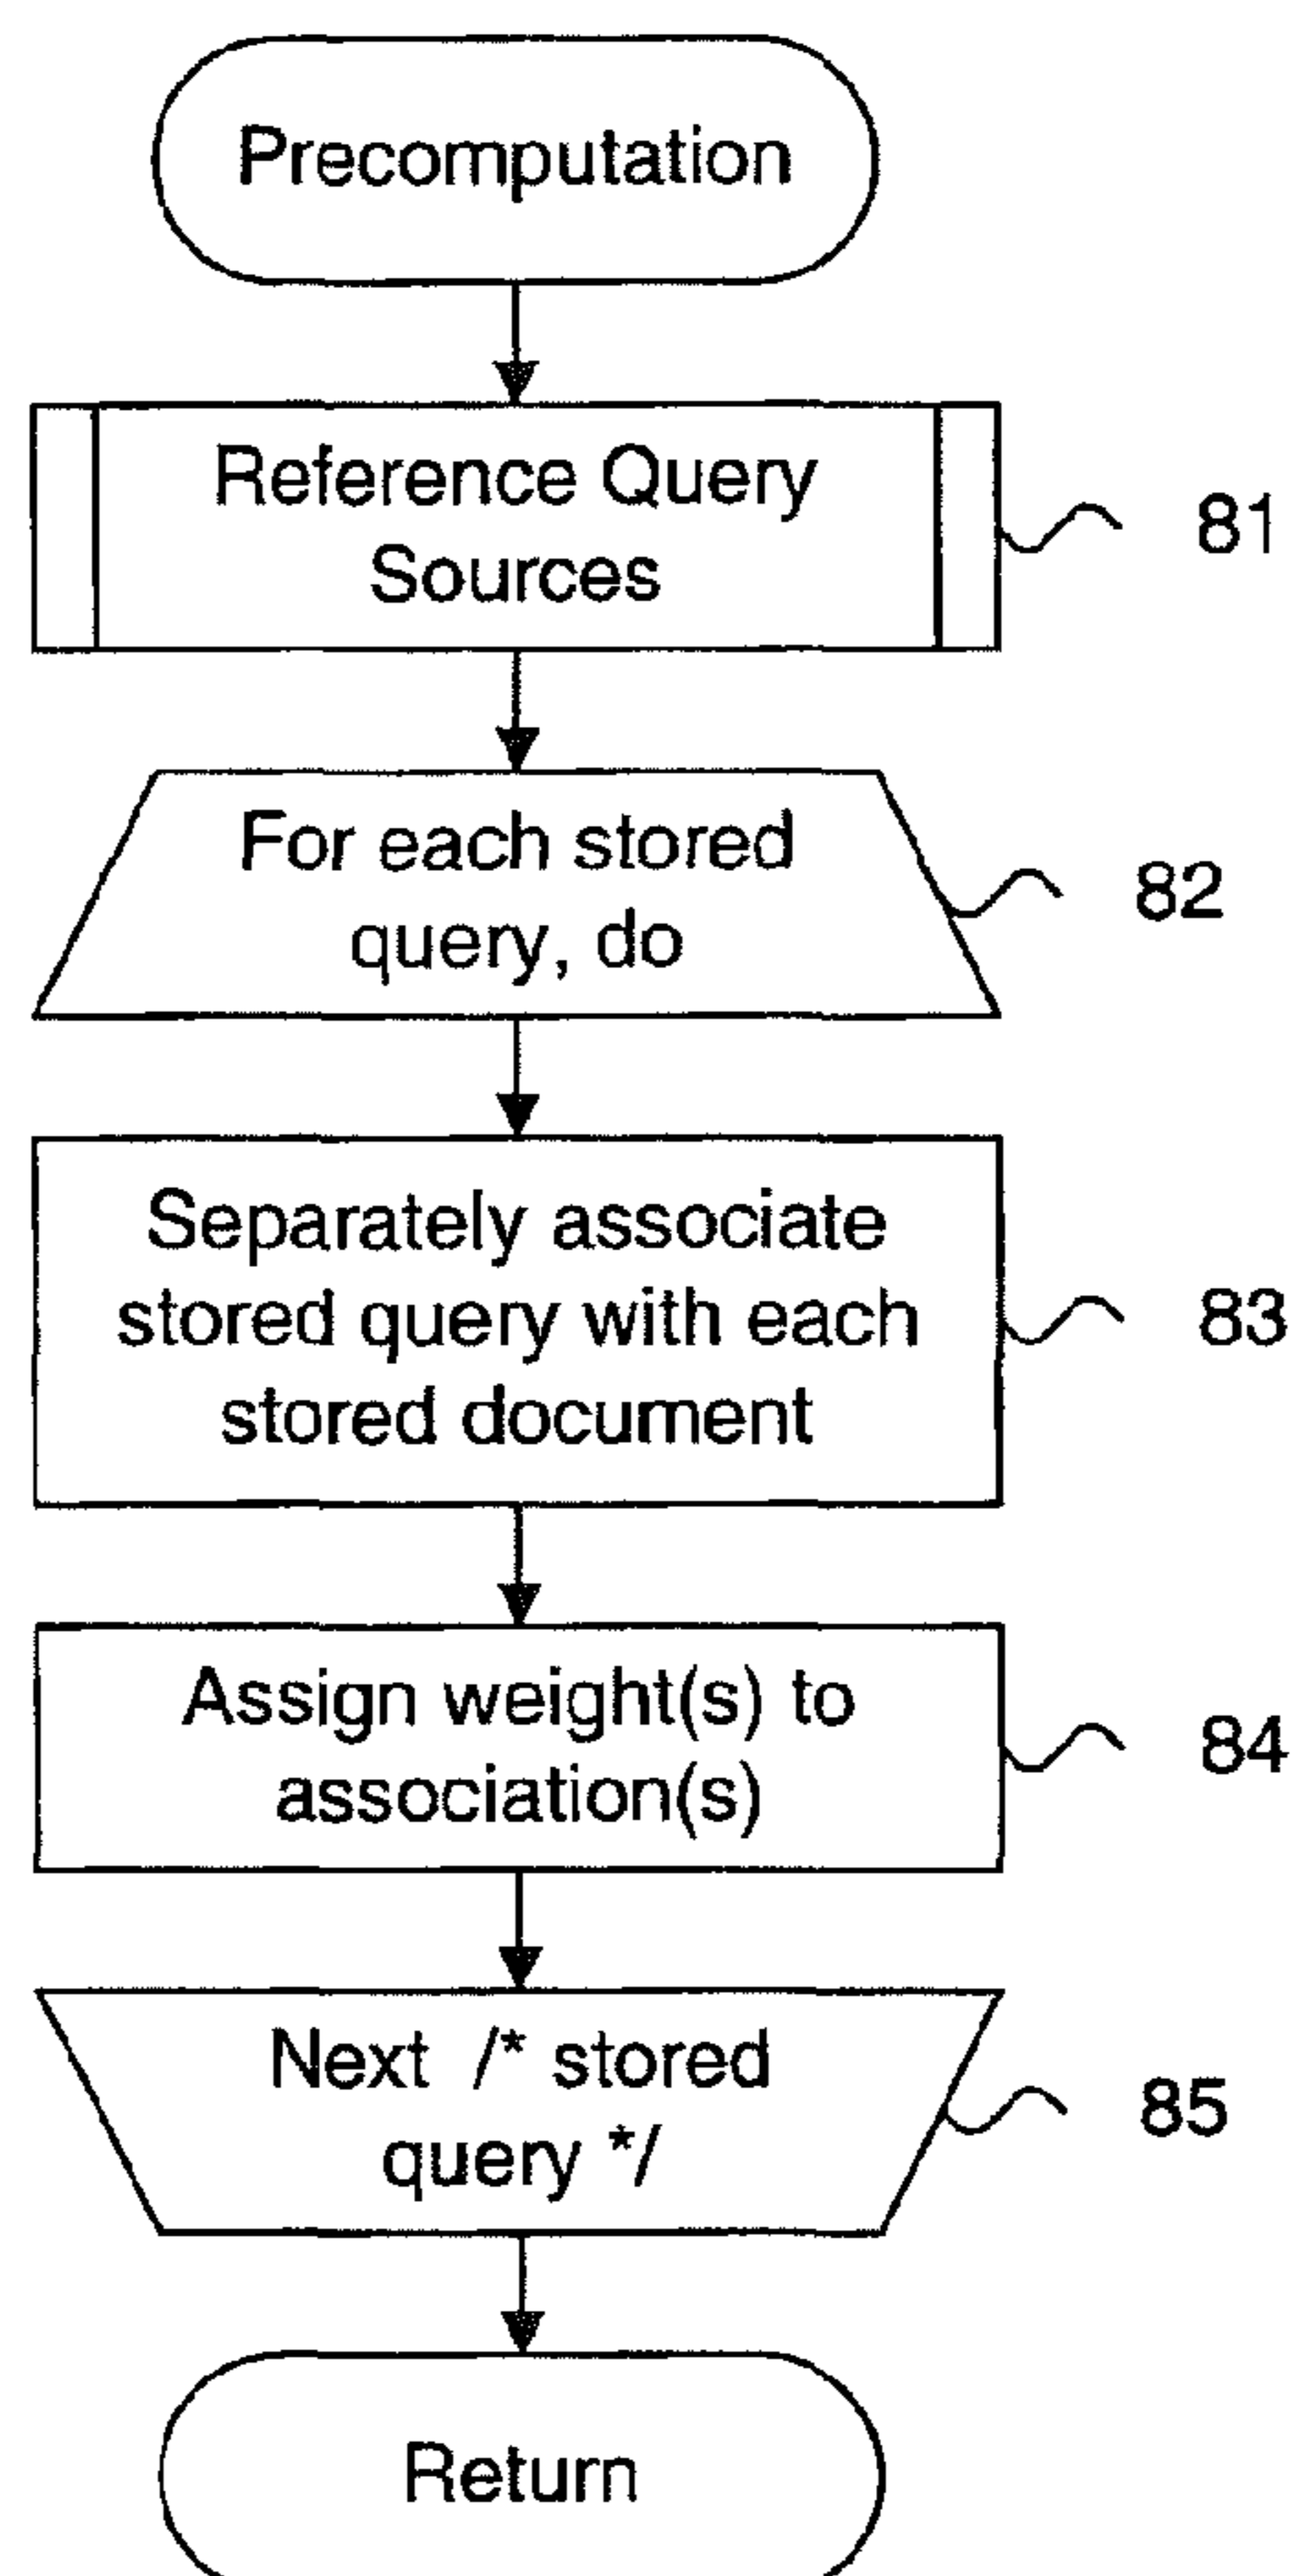 Precomputation
Reference Query
Sources
81
For each stored
query, do
82
Separately associate
stored query with each
stored document
83
Assign weight(s) to
association(s)
84
Next /* stored
query */
85
Return